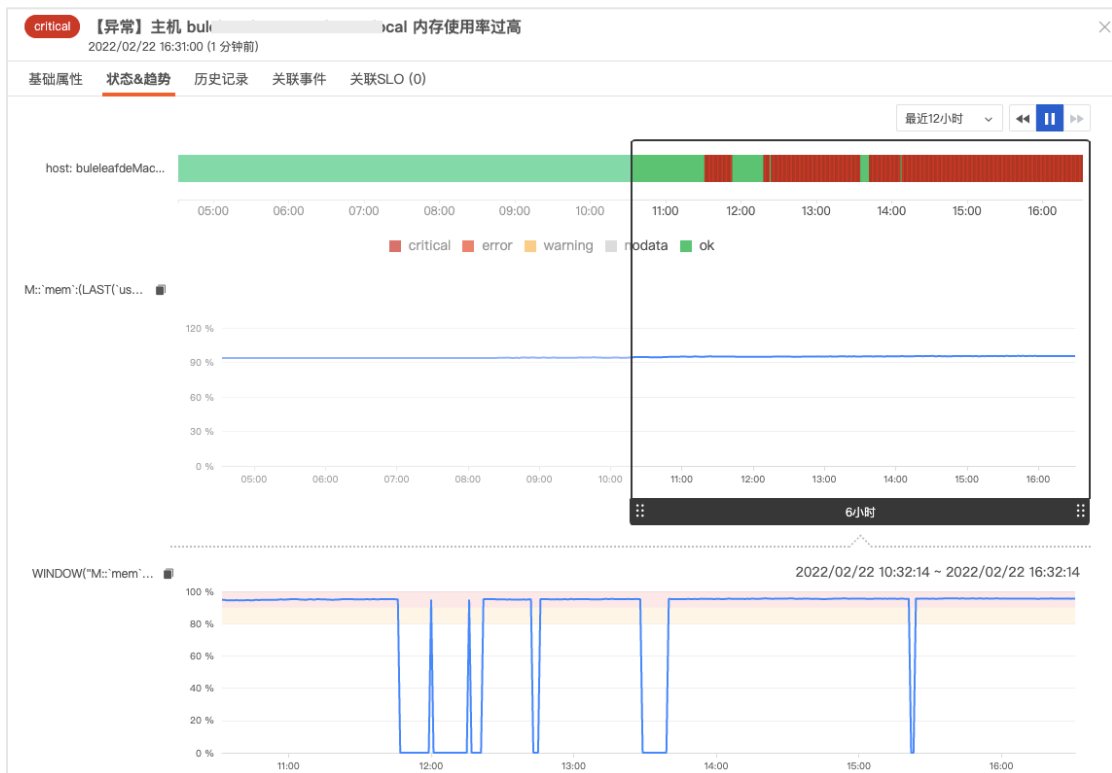 critical 【异常】主机 bul ocal 内存使用率过高
2022/02/22 16:31:00 (1 分钟前)
基础属性 状态&趋势 历史记录 关联事件 关联SLO (0)
最近12小时
host: buleleafdeMac...
05:00 06:00 07:00 08:00 09:00 10:00 11:00 12:00 13:00 14:00 15:00 16:00
critical error warning nodata ok
M::`mem`:(LAST(`us...
120 %
90 %
60 %
30 %
0 %
05:00 06:00 07:00 08:00 09:00 10:00 11:00 12:00 13:00 14:00 15:00 16:00
6小时
WINDOW("M::`mem`... 2022/02/22 10:32:14 ~ 2022/02/22 16:32:14
100 %
80 %
60 %
40 %
20 %
0 %
11:00 12:00 13:00 14:00 15:00 16:00